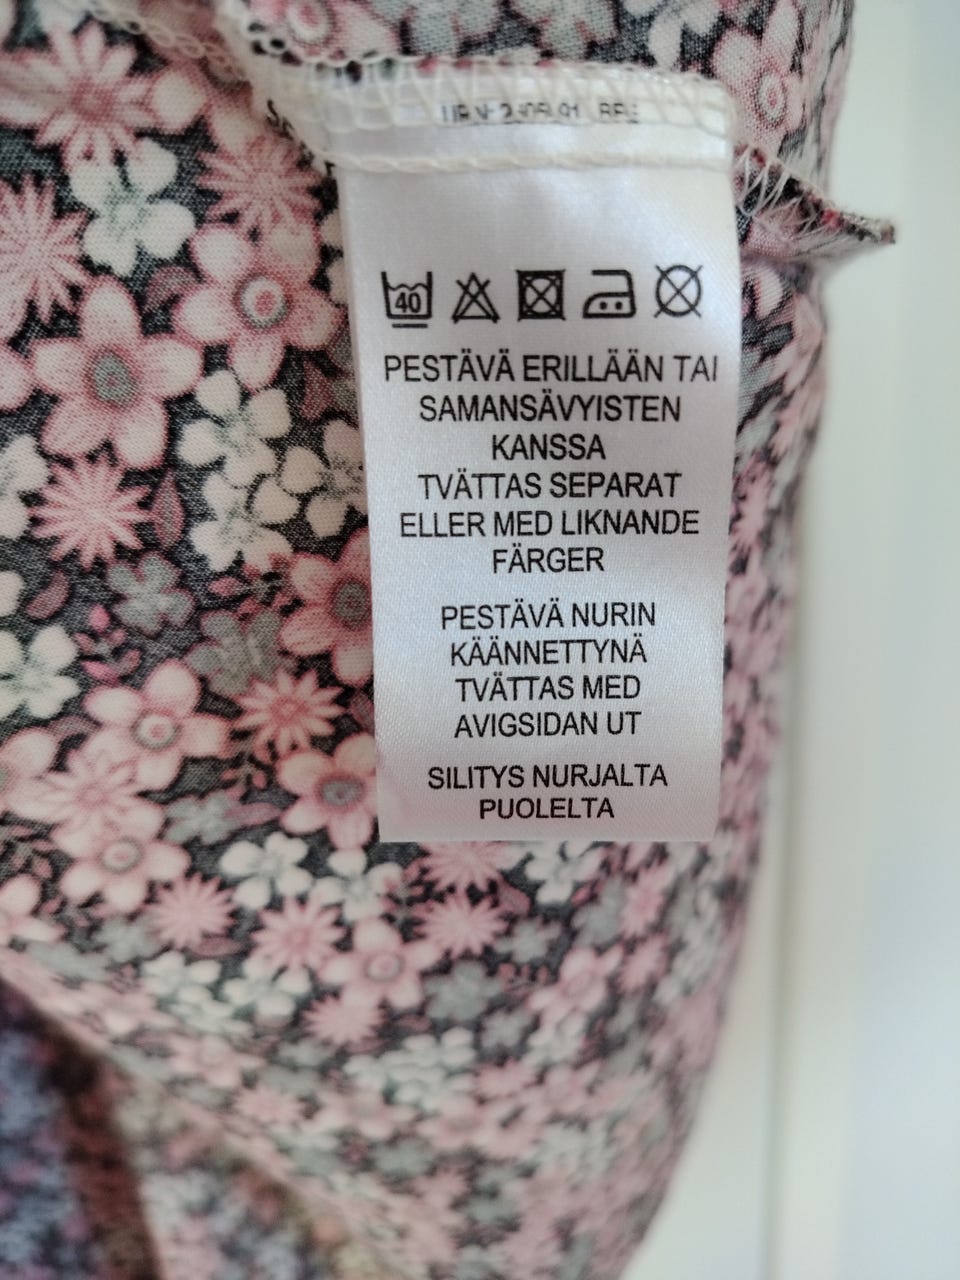 40
PESTÄVÄ ERILLÄÄN TAI
SAMANSÄVYISTEN
KANSSA
TVÄTTAS SEPARAT
ELLER MED LIKNANDE
FÄRGER
PESTÄVÄ NURIN
KÄÄNNETTYNÄ
TVÄTTAS MED
AVIGSIDAN UT
SILITYS NURJALTA
PUOLELTA